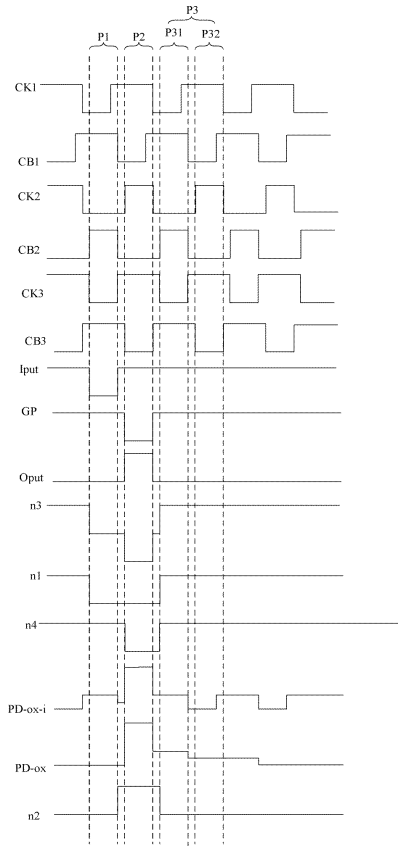 P3
P1 P2 P31 P32
CK1
CB1
CK2
CB2
CK3
CB3
Iput
GP
Oput
n3
n1
n4
PD-ox-i
PD-ox
n2